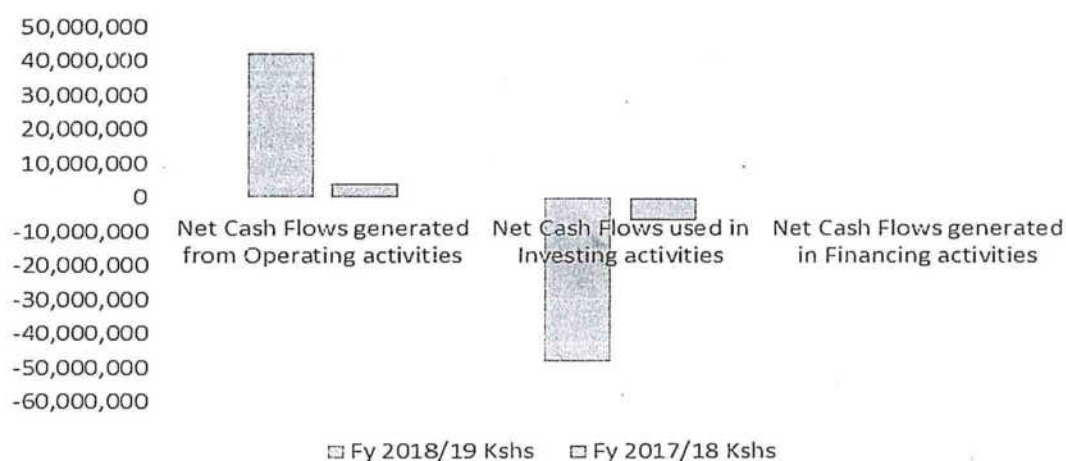 50,000,000
40,000,000
30,000,000
20,000,000
10,000,000
0
-10,000,000
-20,000,000
-30,000,000
-40,000,000
-50,000,000
-60,000,000
Net Cash Flows generated
from Operating activities
Net Cash Flows used in
Investing activities
Net Cash Flows generated
in Financing activities
Fy 2018/19 Kshs
Fy 2017/18 Kshs